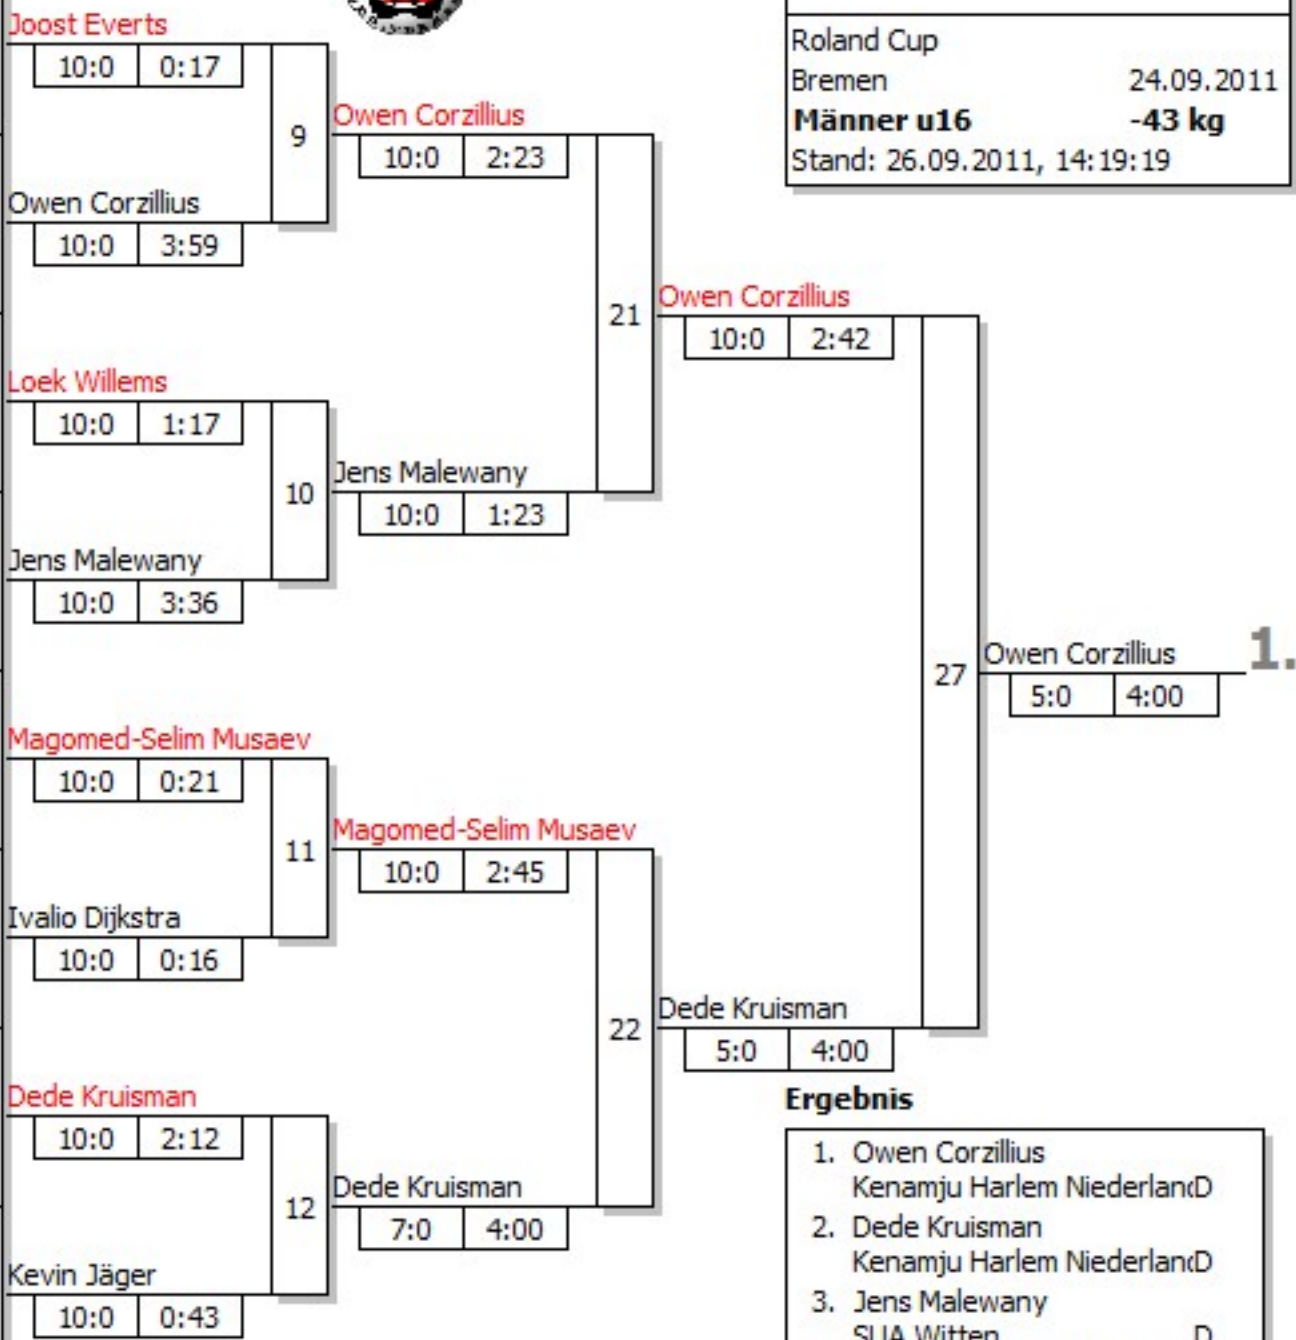 Joost Everts
10:0 0:17
9
Owen Corzillius
10:0 2:23
Owen Corzillius
10:0 3:59
21
Owen Corzillius
10:0 2:42
Loek Willems
10:0 1:17
10
Jens Malewany
10:0 1:23
Jens Malewany
10:0 3:36
27
Owen Corzillius
5:0 4:00
1.
Magomed-Selim Musaev
10:0 0:21
11
Magomed-Selim Musaev
10:0 2:45
Ivalio Dijkstra
10:0 0:16
22
Dede Kruisman
5:0 4:00
Dede Kruisman
10:0 2:12
12
Dede Kruisman
7:0 4:00
Kevin Jäger
10:0 0:43
Roland Cup
Bremen 24.09.2011
Männer u16 -43 kg
Stand: 26.09.2011, 14:19:19
Ergebnis
1. Owen Corzillius
Kenamju Harlem NiederlanD
2. Dede Kruisman
Kenamju Harlem NiederlanD
3. Jens Malewany
SUA Witten D